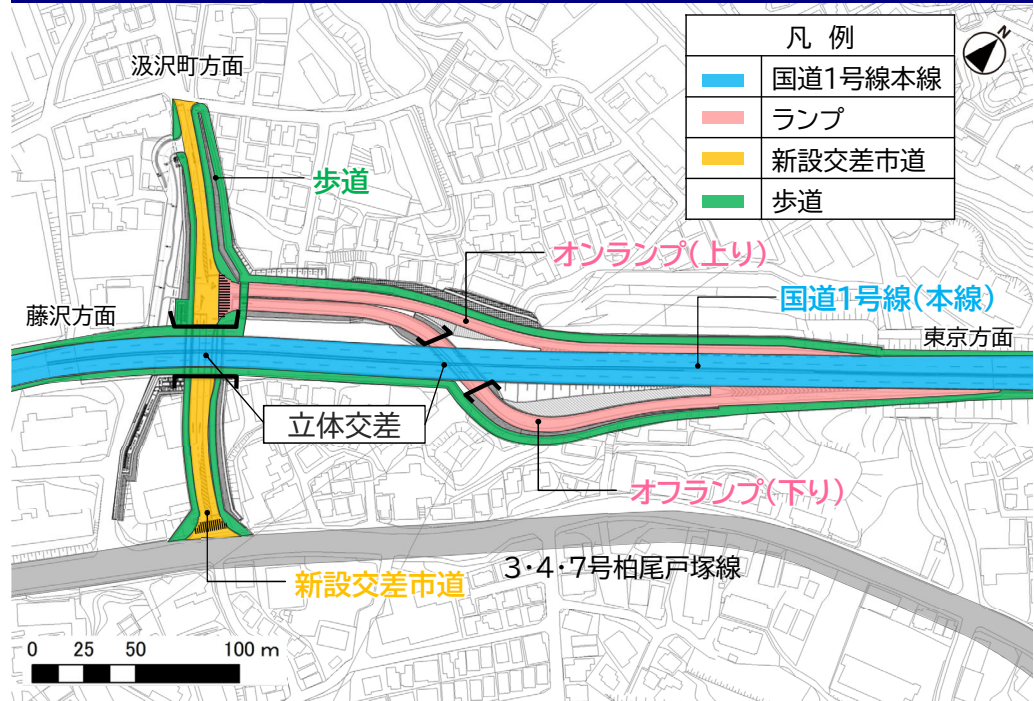 汲沢町方面
凡 例
N
国道1号線本線
ランプ
新設交差市道
歩道
歩道
オンランプ(上り)
国道1号線(本線)
藤沢方面
東京方面
立体交差
オフランプ(下り)
新設交差市道
3・4・7号柏尾戸塚線
0 25 50 100 m